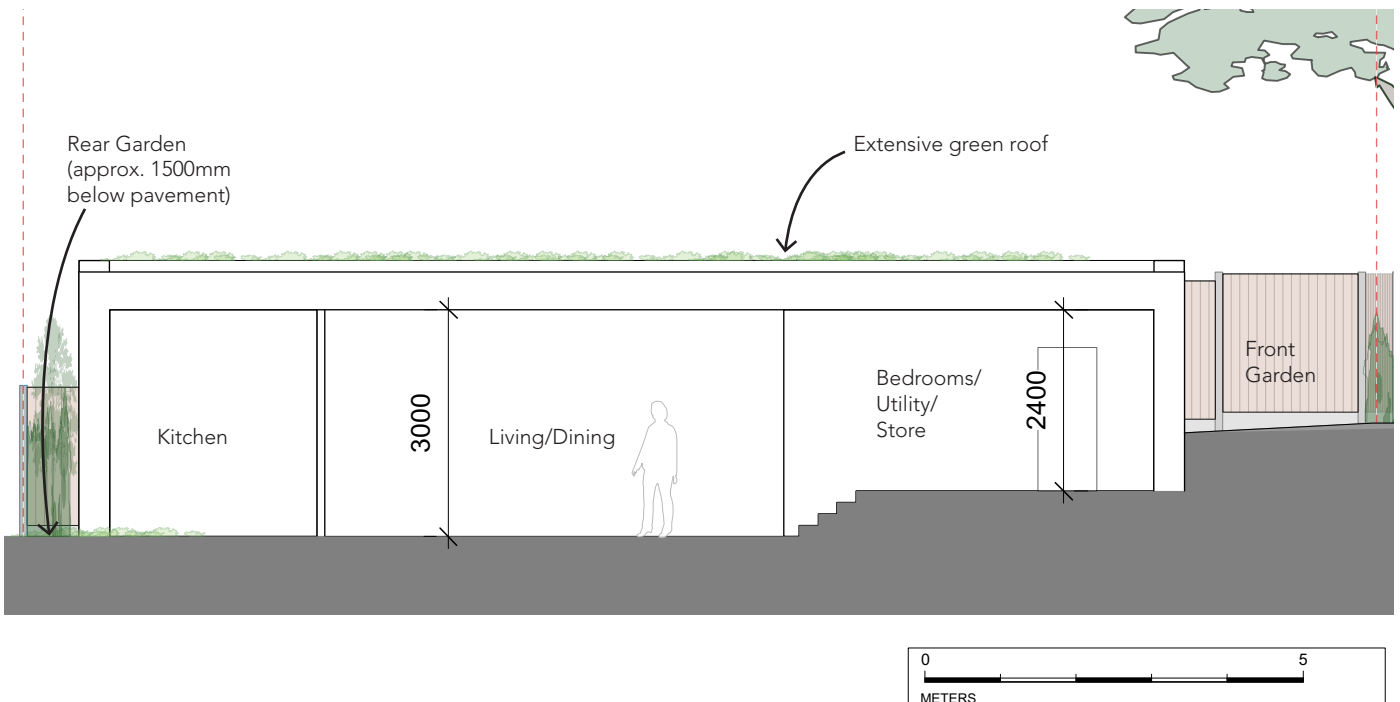 Rear Garden
(approx. 1500mm
below pavement)
Extensive green roof
Kitchen
3000
Living/Dining
Bedrooms/
Utility/
Store
2400
Front
Garden
0 5
METERS